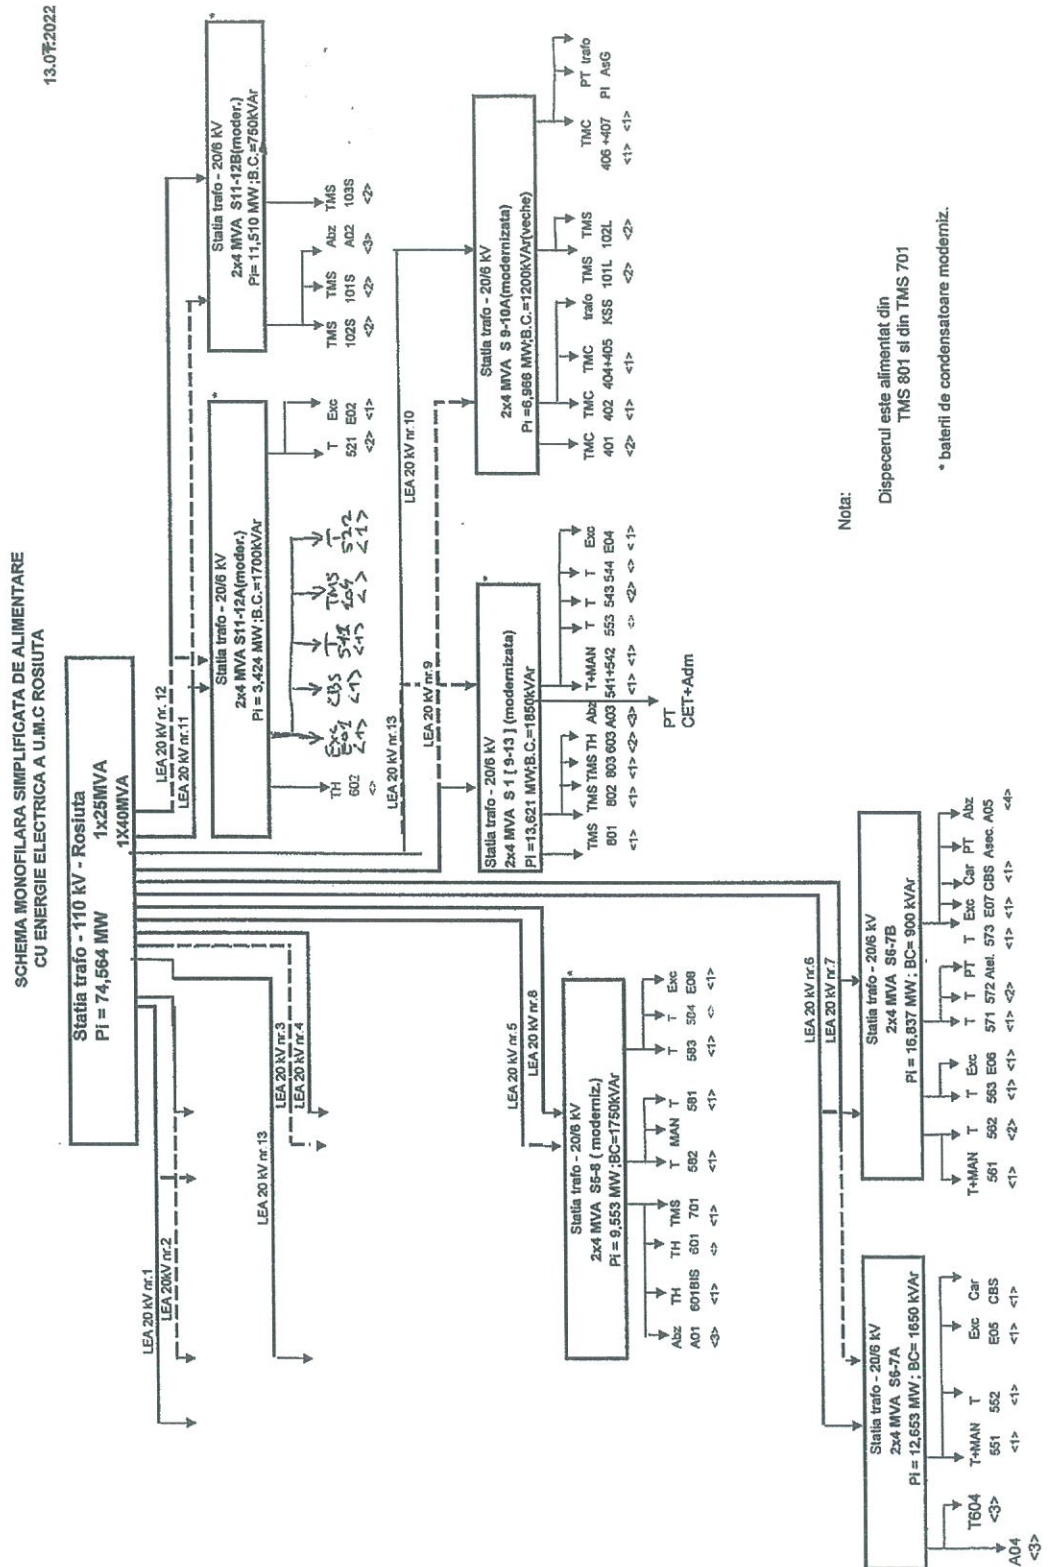 13.07.2022
SCHEMA MONOFILARA SIMPLIFICATA DE ALIMENTARE
CU ENERGIE ELECTRICA A U.M.C ROSIUTA
Statia trafo - 110 kV - Rosiuta
Pi = 74,564 MW 1x25MVA
1X40MVA
LEA 20 kV nr.1
LEA 20kV nr.2
LEA 20 kV nr 13
LEA 20 kV nr.3
LEA 20 kV nr.4
LEA 20 kV nr. 12
LEA 20 kV nr.11
Statia trafo - 20/6 kV
2x4 MVA S11-12A(moder.)
Pi = 3,424 MW ;B.C.=1700kVAr
*
TH
602
<>
Exc CBS T TMS T
E01 204 522
<1> <1> <1> < > <1>
T Exc
521 E02
<2> <1>
Statia trafo - 20/6 kV
2x4 MVA S11-12B(moder.)
Pi= 11,510 MW ;B.C.=750kVAr
*
TMS TMS Abz TMS
102S 101S A02 103S
<2> <2> <3> <2>
LEA 20 kV nr.13
LEA 20 kV nr.10
LEA 20 kV nr.9
Statia trafo - 20/6 kV
2x4 MVA S 1 [ 9-13 ] (modernizata)
Pi =13,621 MW;B.C.=1850kVAr
*
TMS TMS TMS TH Abz T+MAN T T T Exc
801 802 803 603 A03 541+542 553 543 544 E04
<1> <1> <1> <2> <3> <1> <1> <> <2> <> <1>
PT
CET+Adm
Statia trafo - 20/6 kV
2x4 MVA S 9-10A(modernizata)
Pi =6,966 MW;B.C.=1200kVAr(veche)
TMC TMC TMC trafo TMS TMS TMC PT trafo
401 402 404+405 KSS 101L 102L 406 +407 PI AsG
<2> <1> <1> <2> <2> <1> <1>
LEA 20 kV nr.5
LEA 20 kV nr.8
Statia trafo - 20/6 kV
2x4 MVA S5-8 ( moderniz.)
Pi = 9,553 MW ;BC=1750kVAr
*
Abz TH TH TMS T MAN T T T Exc
A01 601BIS 601 701 582 581 583 584 E08
<3> <1> <> <1> <1> <1> <1> <> <1>
Nota:
Dispecerul este alimentat din
TMS 801 si din TMS 701
* baterii de condensatoare moderniz.
LEA 20 kV nr.6
LEA 20 kV nr.7
Statia trafo - 20/6 kV
2x4 MVA S6-7A
Pi = 12,653 MW ; BC= 1650 kVAr
A04
<3>
T604
<3>
T+MAN T Exc Car
551 552 E05 CBS
<1> <1> <1> <1>
Statia trafo - 20/6 kV
2x4 MVA S6-7B
Pi = 16,837 MW ; BC= 900 kVAr
T+MAN T T Exc T T PT T Exc Car PT Abz
561 562 563 E06 571 572 Atel. 573 E07 CBS Asec. A05
<1> <2> <1> <1> <1> <2> <1> <1> <1> <4>